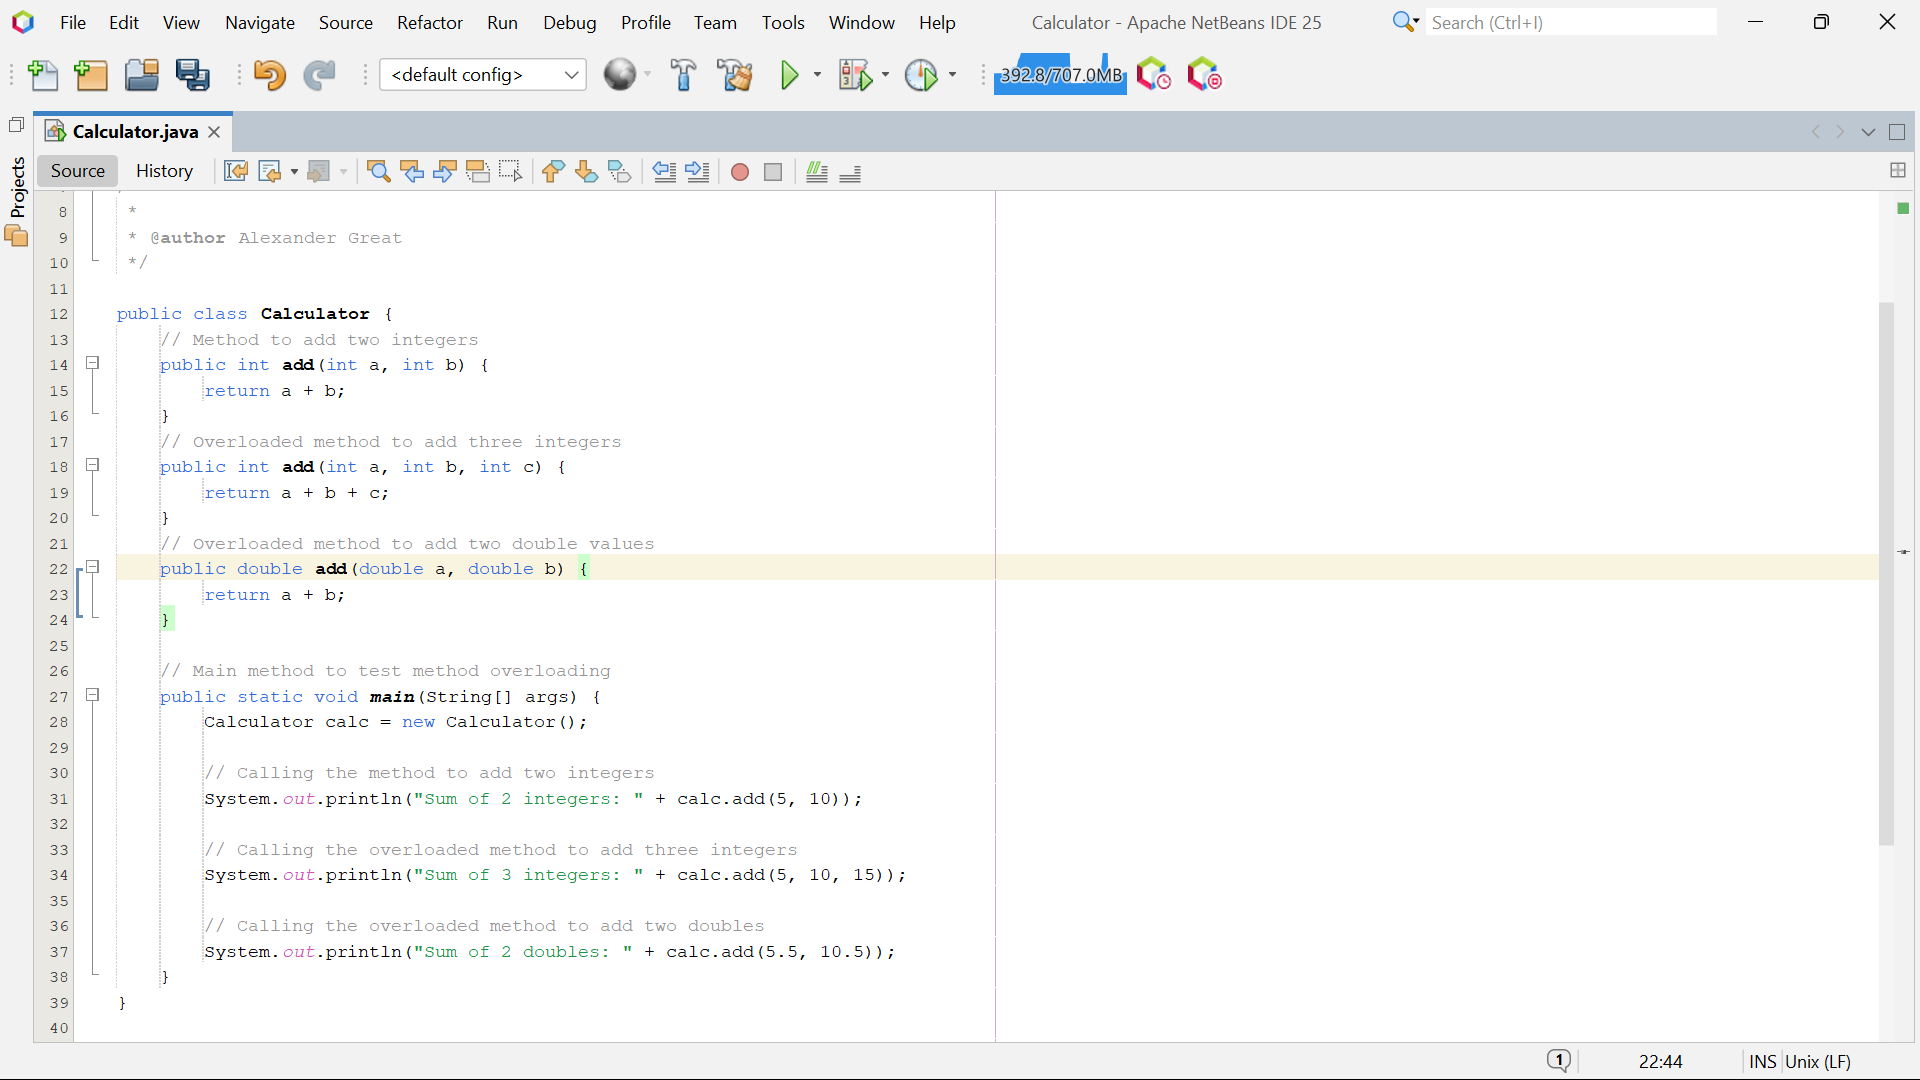 File Edit View Navigate Source Refactor Run Debug Profile Team Tools Window Help Calculator - Apache NetBeans IDE 25 Search (Ctrl+I)
<default config> 392.8/707.0MB
Calculator.java
Projects
Source History
8 *
9 * @author Alexander Great
10 */
11
12 public class Calculator {
13 // Method to add two integers
14 public int add(int a, int b) {
15 return a + b;
16 }
17 // Overloaded method to add three integers
18 public int add(int a, int b, int c) {
19 return a + b + c;
20 }
21 // Overloaded method to add two double values
22 public double add(double a, double b) {
23 return a + b;
24 }
25
26 // Main method to test method overloading
27 public static void main(String[] args) {
28 Calculator calc = new Calculator();
29
30 // Calling the method to add two integers
31 System.out.println("Sum of 2 integers: " + calc.add(5, 10));
32
33 // Calling the overloaded method to add three integers
34 System.out.println("Sum of 3 integers: " + calc.add(5, 10, 15));
35
36 // Calling the overloaded method to add two doubles
37 System.out.println("Sum of 2 doubles: " + calc.add(5.5, 10.5));
38 }
39 }
40
1 22:44 INS Unix (LF)